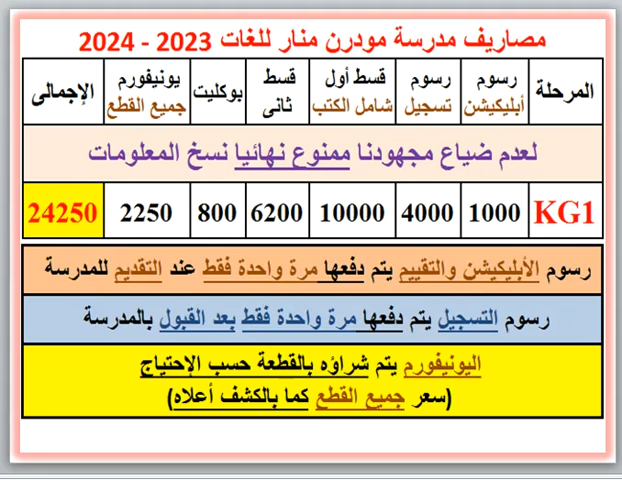 مصاريف مدرسة مودرن منار للغات 2023 - 2024
المرحلة رسوم أبليكيشن رسوم تسجيل قسط أول شامل الكتب قسط ثانى بوكليت يونيفورم جميع القطع الإجمالى
لعدم ضياع مجهودنا ممنوع نهائيا نسخ المعلومات
KG1 1000 4000 10000 6200 800 2250 24250
رسوم الأبليكيشن والتقييم يتم دفعها مرة واحدة فقط عند التقديم للمدرسة
رسوم التسجيل يتم دفعها مرة واحدة فقط بعد القبول بالمدرسة
اليونيفورم يتم شراؤه بالقطعة حسب الإحتياج
(سعر جميع القطع كما بالكشف أعلاه)